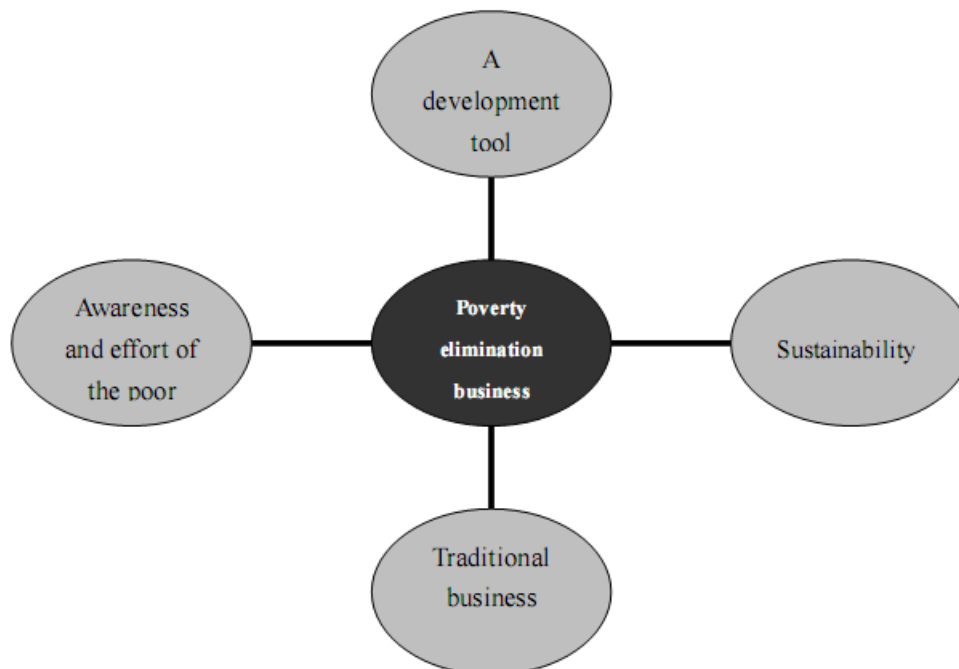 A
development
tool
Awareness
and effort of
the poor
Poverty
elimination
business
Sustainability
Traditional
business